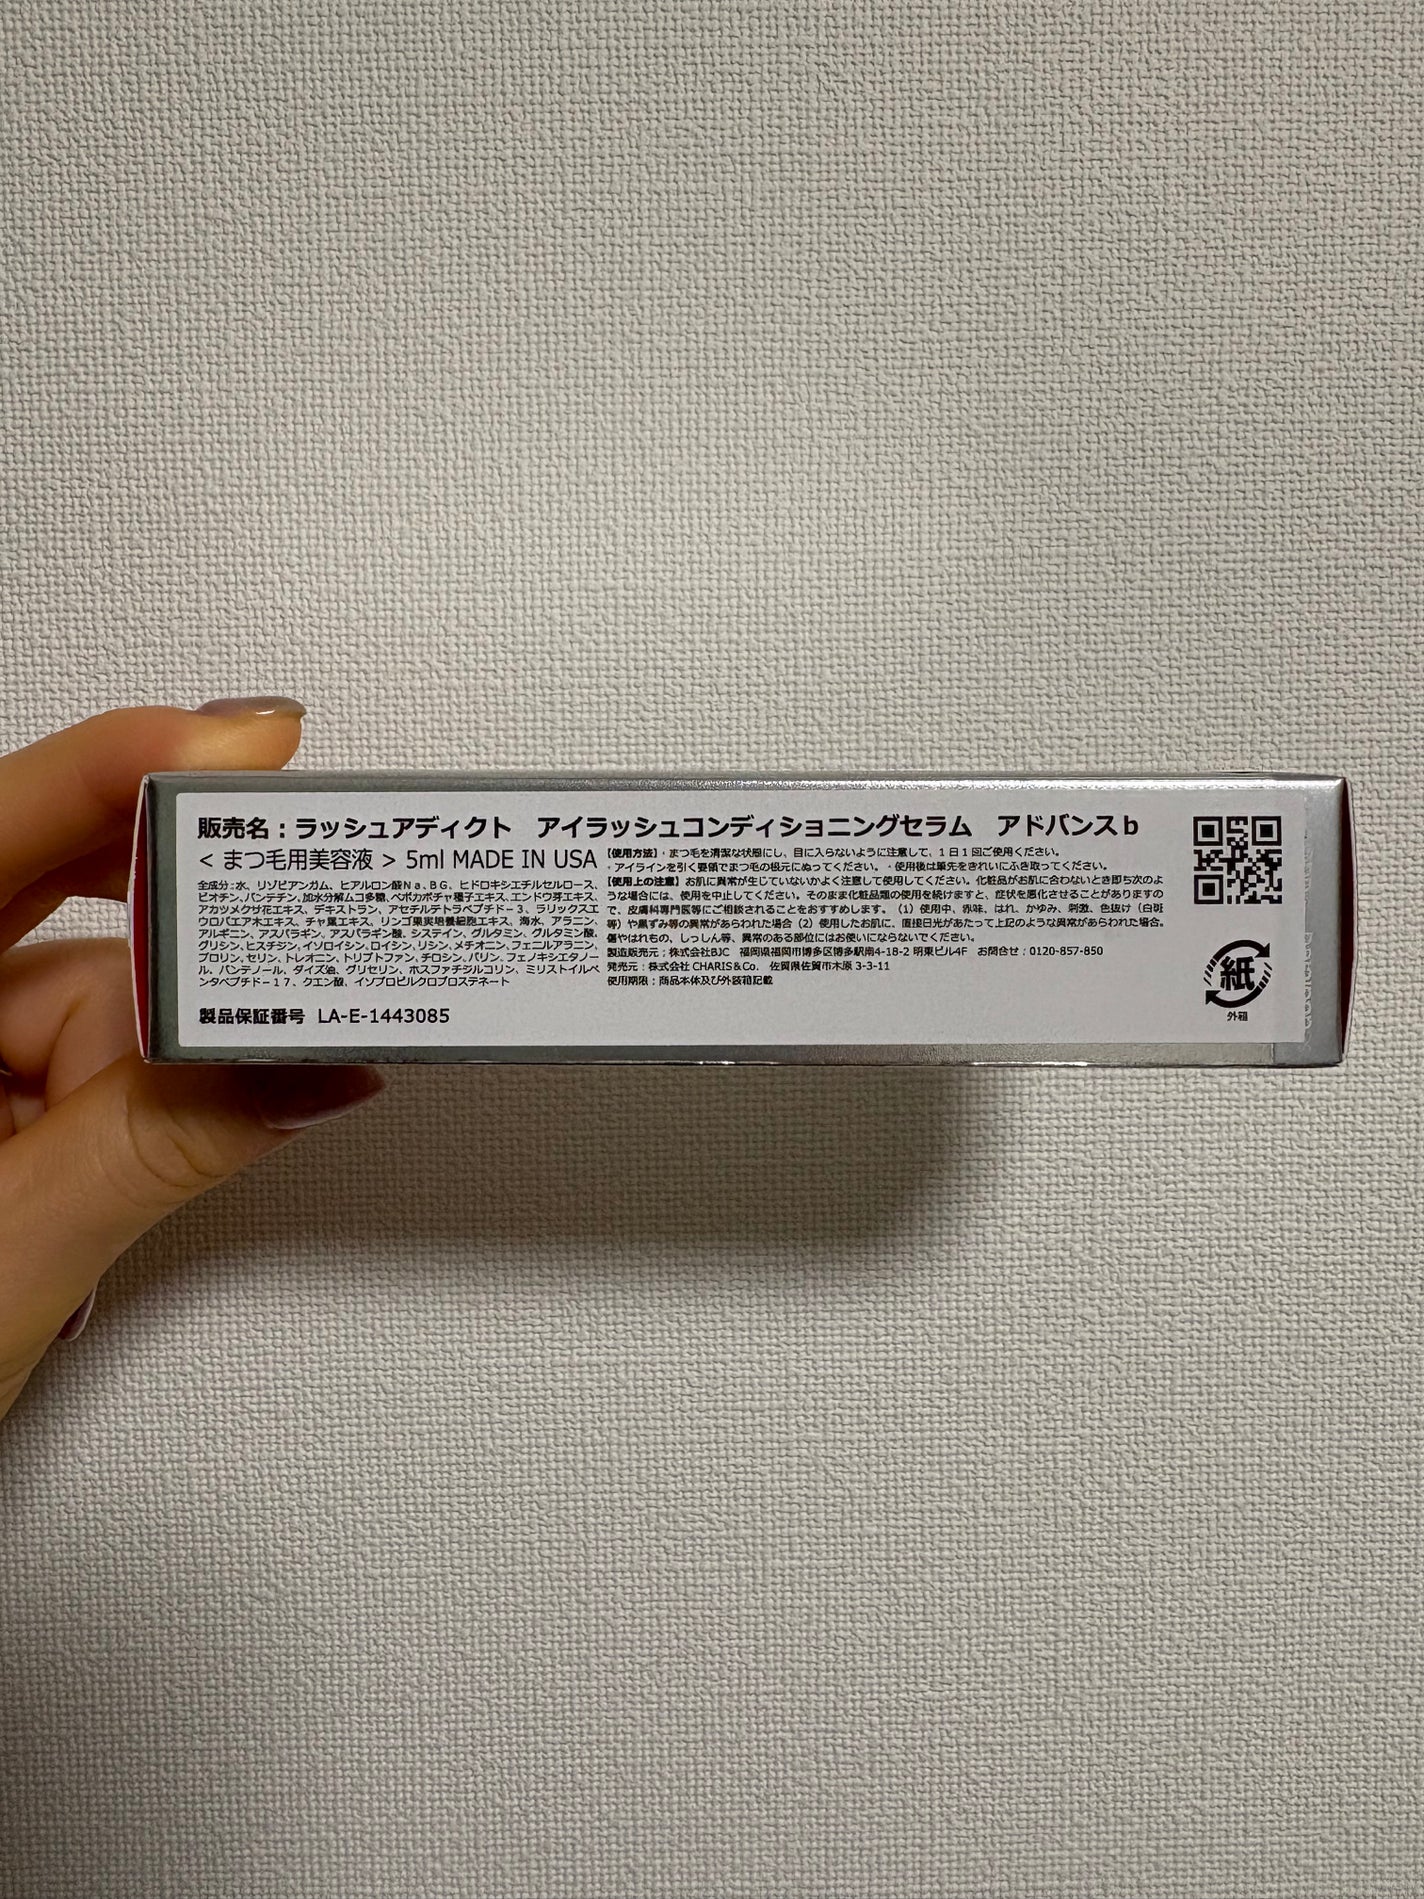 販売名：ラッシュアディクト　アイラッシュコンディショニングセラム　アドバンスb
< まつ毛用美容液 > 5ml MADE IN USA
全成分:水、リゾビアンガム、ヒアルロン酸Na、BG、ヒドロキシエチルセルロース、
ビオチン、パンテチン、加水分解ムコ多糖、ペポカボチャ種子エキス、エンドウ芽エキス、
アカツメクサ花エキス、デキストラン、アセチルテトラペプチド－3、ラリックスエ
ウロパエア木エキス、チャ葉エキス、リンゴ果実培養細胞エキス、海水、アラニン、
アルギニン、アスパラギン、アスパラギン酸、システイン、グルタミン、グルタミン酸、
グリシン、ヒスチジン、イソロイシン、ロイシン、リシン、メチオニン、フェニルアラニン、
プロリン、セリン、トレオニン、トリプトファン、チロシン、バリン、フェノキシエタノー
ル、パンテノール、ダイズ油、グリセリン、ホスファチジルコリン、ミリストイルペ
ンタペプチド－17、クエン酸、イソプロピルクロプロステネート
製品保証番号 LA-E-1443085
【使用方法】・まつ毛を清潔な状態にし、目に入らないように注意して、1日1回ご使用ください。
・アイラインを引く要領でまつ毛の根元にぬってください。・使用後は筆先をきれいにふき取ってください。
【使用上の注意】お肌に異常が生じていないかよく注意して使用してください。化粧品がお肌に合わないとき即ち次のよ
うな場合には、使用を中止してください。そのまま化粧品類の使用を続けますと、症状を悪化させることがありますの
で、皮膚科専門医等にご相談されることをおすすめします。（1）使用中、赤味、はれ、かゆみ、刺激、色抜け（白斑
等）や黒ずみ等の異常があらわれた場合（2）使用したお肌に、直接日光があたって上記のような異常があらわれた場合。
傷やはれもの、しっしん等、異常のある部位にはお使いにならないでください。
製造販売元：株式会社BJC　福岡県福岡市博多区博多駅南4-18-2 明東ビル4F　お問合せ：0120-857-850
発売元：株式会社 CHARIS&Co.　佐賀県佐賀市木原 3-3-11
使用期限：商品本体及び外装箱記載
紙
外箱